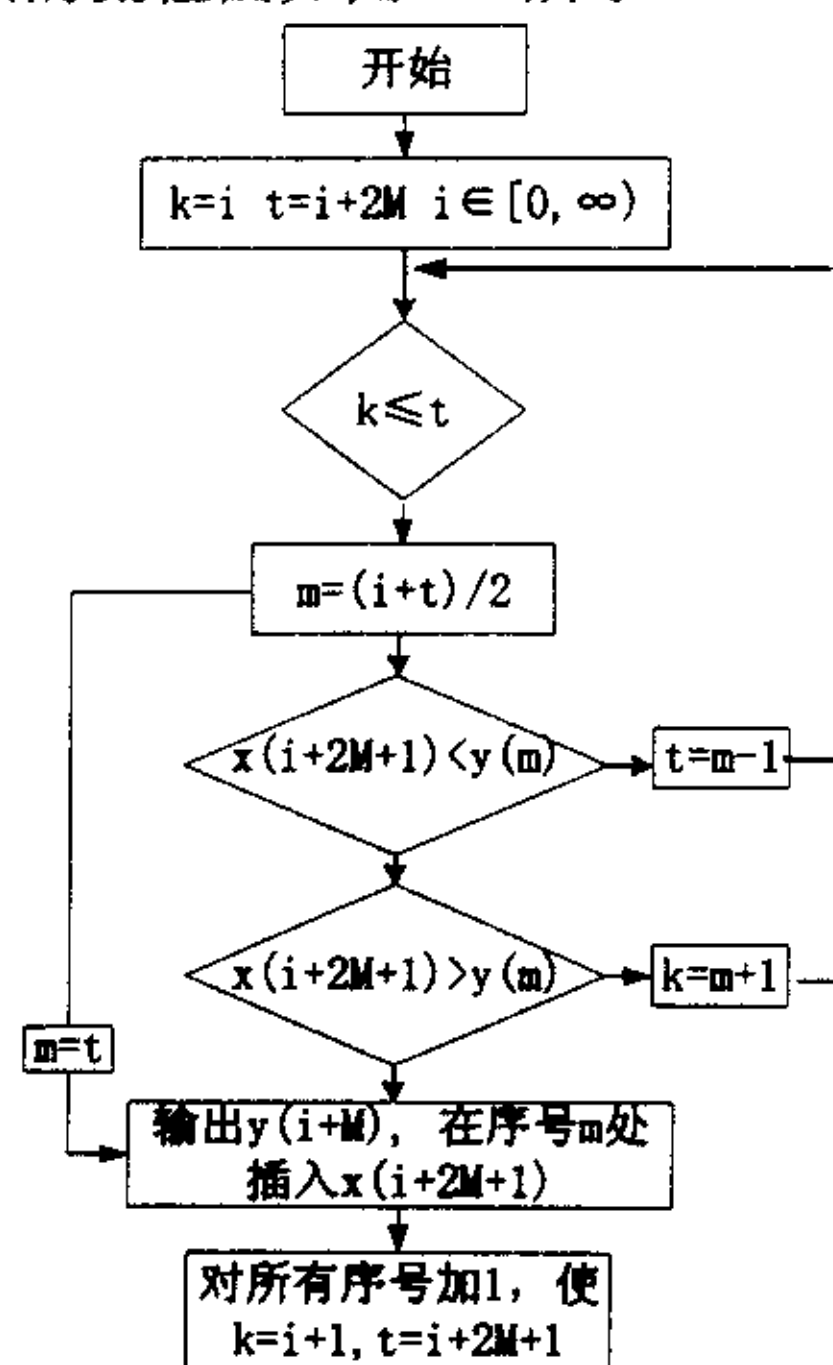 开始
k=i t=i+2M i∈[0,∞)
k≤t
m=(i+t)/2
x(i+2M+1)<y(m)
t=m-1
x(i+2M+1)>y(m)
k=m+1
m=t
输出y(i+M), 在序号m处
插入x(i+2M+1)
对所有序号加1, 使
k=i+1, t=i+2M+1